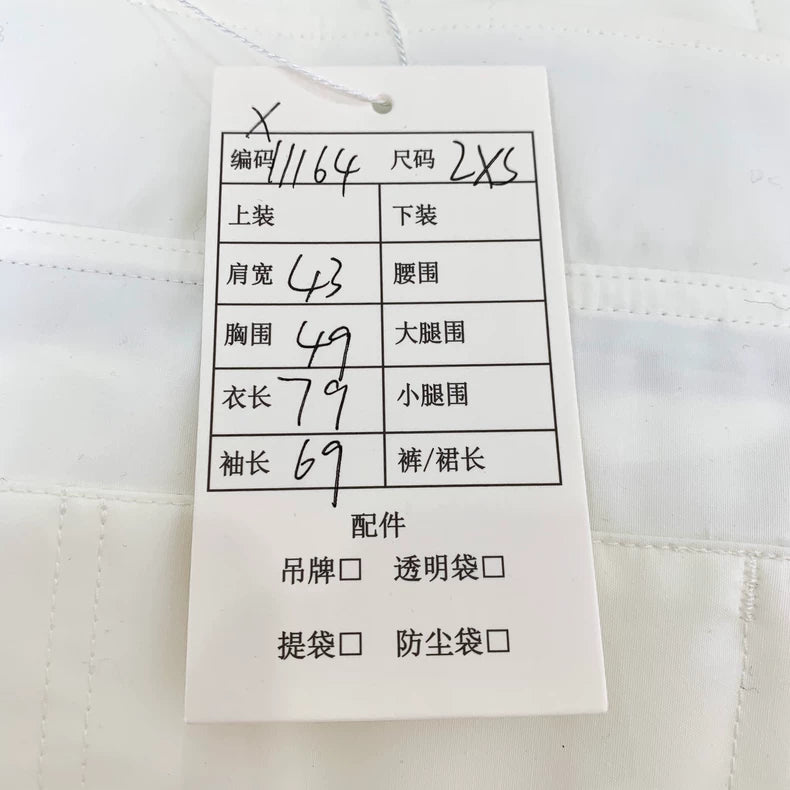 X
编码 11164 尺码 2XS
上装 下装
肩宽 43 腰围
胸围 49 大腿围
衣长 79 小腿围
袖长 69 裤/裙长
配件
吊牌□ 透明袋□
提袋□ 防尘袋□